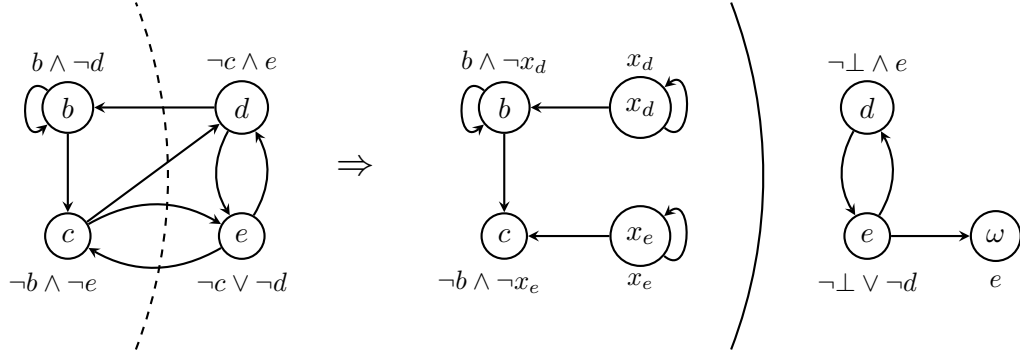 b ∧ ¬d
¬c ∧ e
b
d
c
e
¬b ∧ ¬e
¬c ∨ ¬d
⇒
b ∧ ¬x_d
x_d
b
x_d
c
x_e
¬b ∧ ¬x_e
x_e
¬⊥ ∧ e
d
e
ω
¬⊥ ∨ ¬d
e